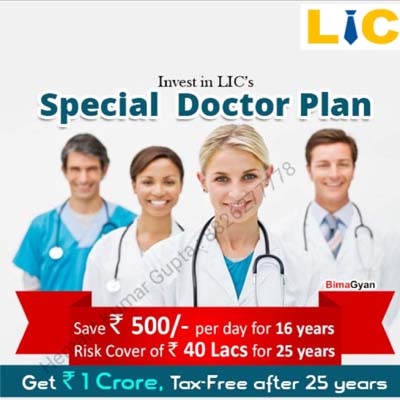 LIC
Invest in LIC's
Special Doctor Plan
BimaGyan
Save ₹ 500/- per day for 16 years
Risk Cover of ₹ 40 Lacs for 25 years
Get ₹ 1 Crore, Tax-Free after 25 years